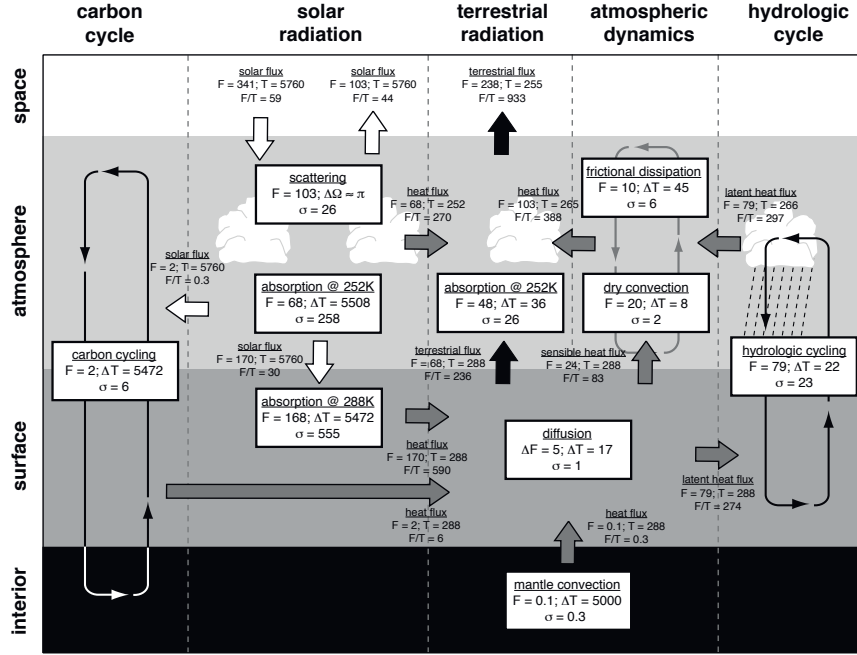 carbon
cycle
solar
radiation
terrestrial
radiation
atmospheric
dynamics
hydrologic
cycle
space
solar flux
F = 341; T = 5760
F/T = 59
solar flux
F = 103; T = 5760
F/T = 44
terrestrial flux
F = 238; T = 255
F/T = 933
atmosphere
scattering
F = 103; ΔΩ ≈ π
σ = 26
heat flux
F = 68; T = 252
F/T = 270
heat flux
F = 103; T = 265
F/T = 388
frictional dissipation
F = 10; ΔT = 45
σ = 6
latent heat flux
F = 79; T = 266
F/T = 297
solar flux
F = 2; T = 5760
F/T = 0.3
absorption @ 252K
F = 68; ΔT = 5508
σ = 258
absorption @ 252K
F = 48; ΔT = 36
σ = 26
dry convection
F = 20; ΔT = 8
σ = 2
carbon cycling
F = 2; ΔT = 5472
σ = 6
solar flux
F = 170; T = 5760
F/T = 30
terrestrial flux
F = 68; T = 288
F/T = 236
sensible heat flux
F = 24; T = 288
F/T = 83
hydrologic cycling
F = 79; ΔT = 22
σ = 23
surface
absorption @ 288K
F = 168; ΔT = 5472
σ = 555
heat flux
F = 170; T = 288
F/T = 590
diffusion
ΔF = 5; ΔT = 17
σ = 1
latent heat flux
F = 79; T = 288
F/T = 274
heat flux
F = 2; T = 288
F/T = 6
heat flux
F = 0.1; T = 288
F/T = 0.3
interior
mantle convection
F = 0.1; ΔT = 5000
σ = 0.3